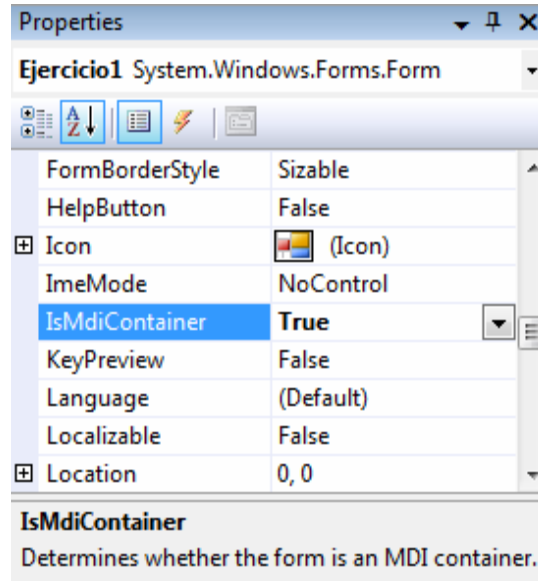 Properties
Ejercicio1 System.Windows.Forms.Form
A Z
FormBorderStyle Sizable
HelpButton False
Icon (Icon)
ImeMode NoControl
IsMdiContainer True
KeyPreview False
Language (Default)
Localizable False
Location 0, 0
IsMdiContainer
Determines whether the form is an MDI container.